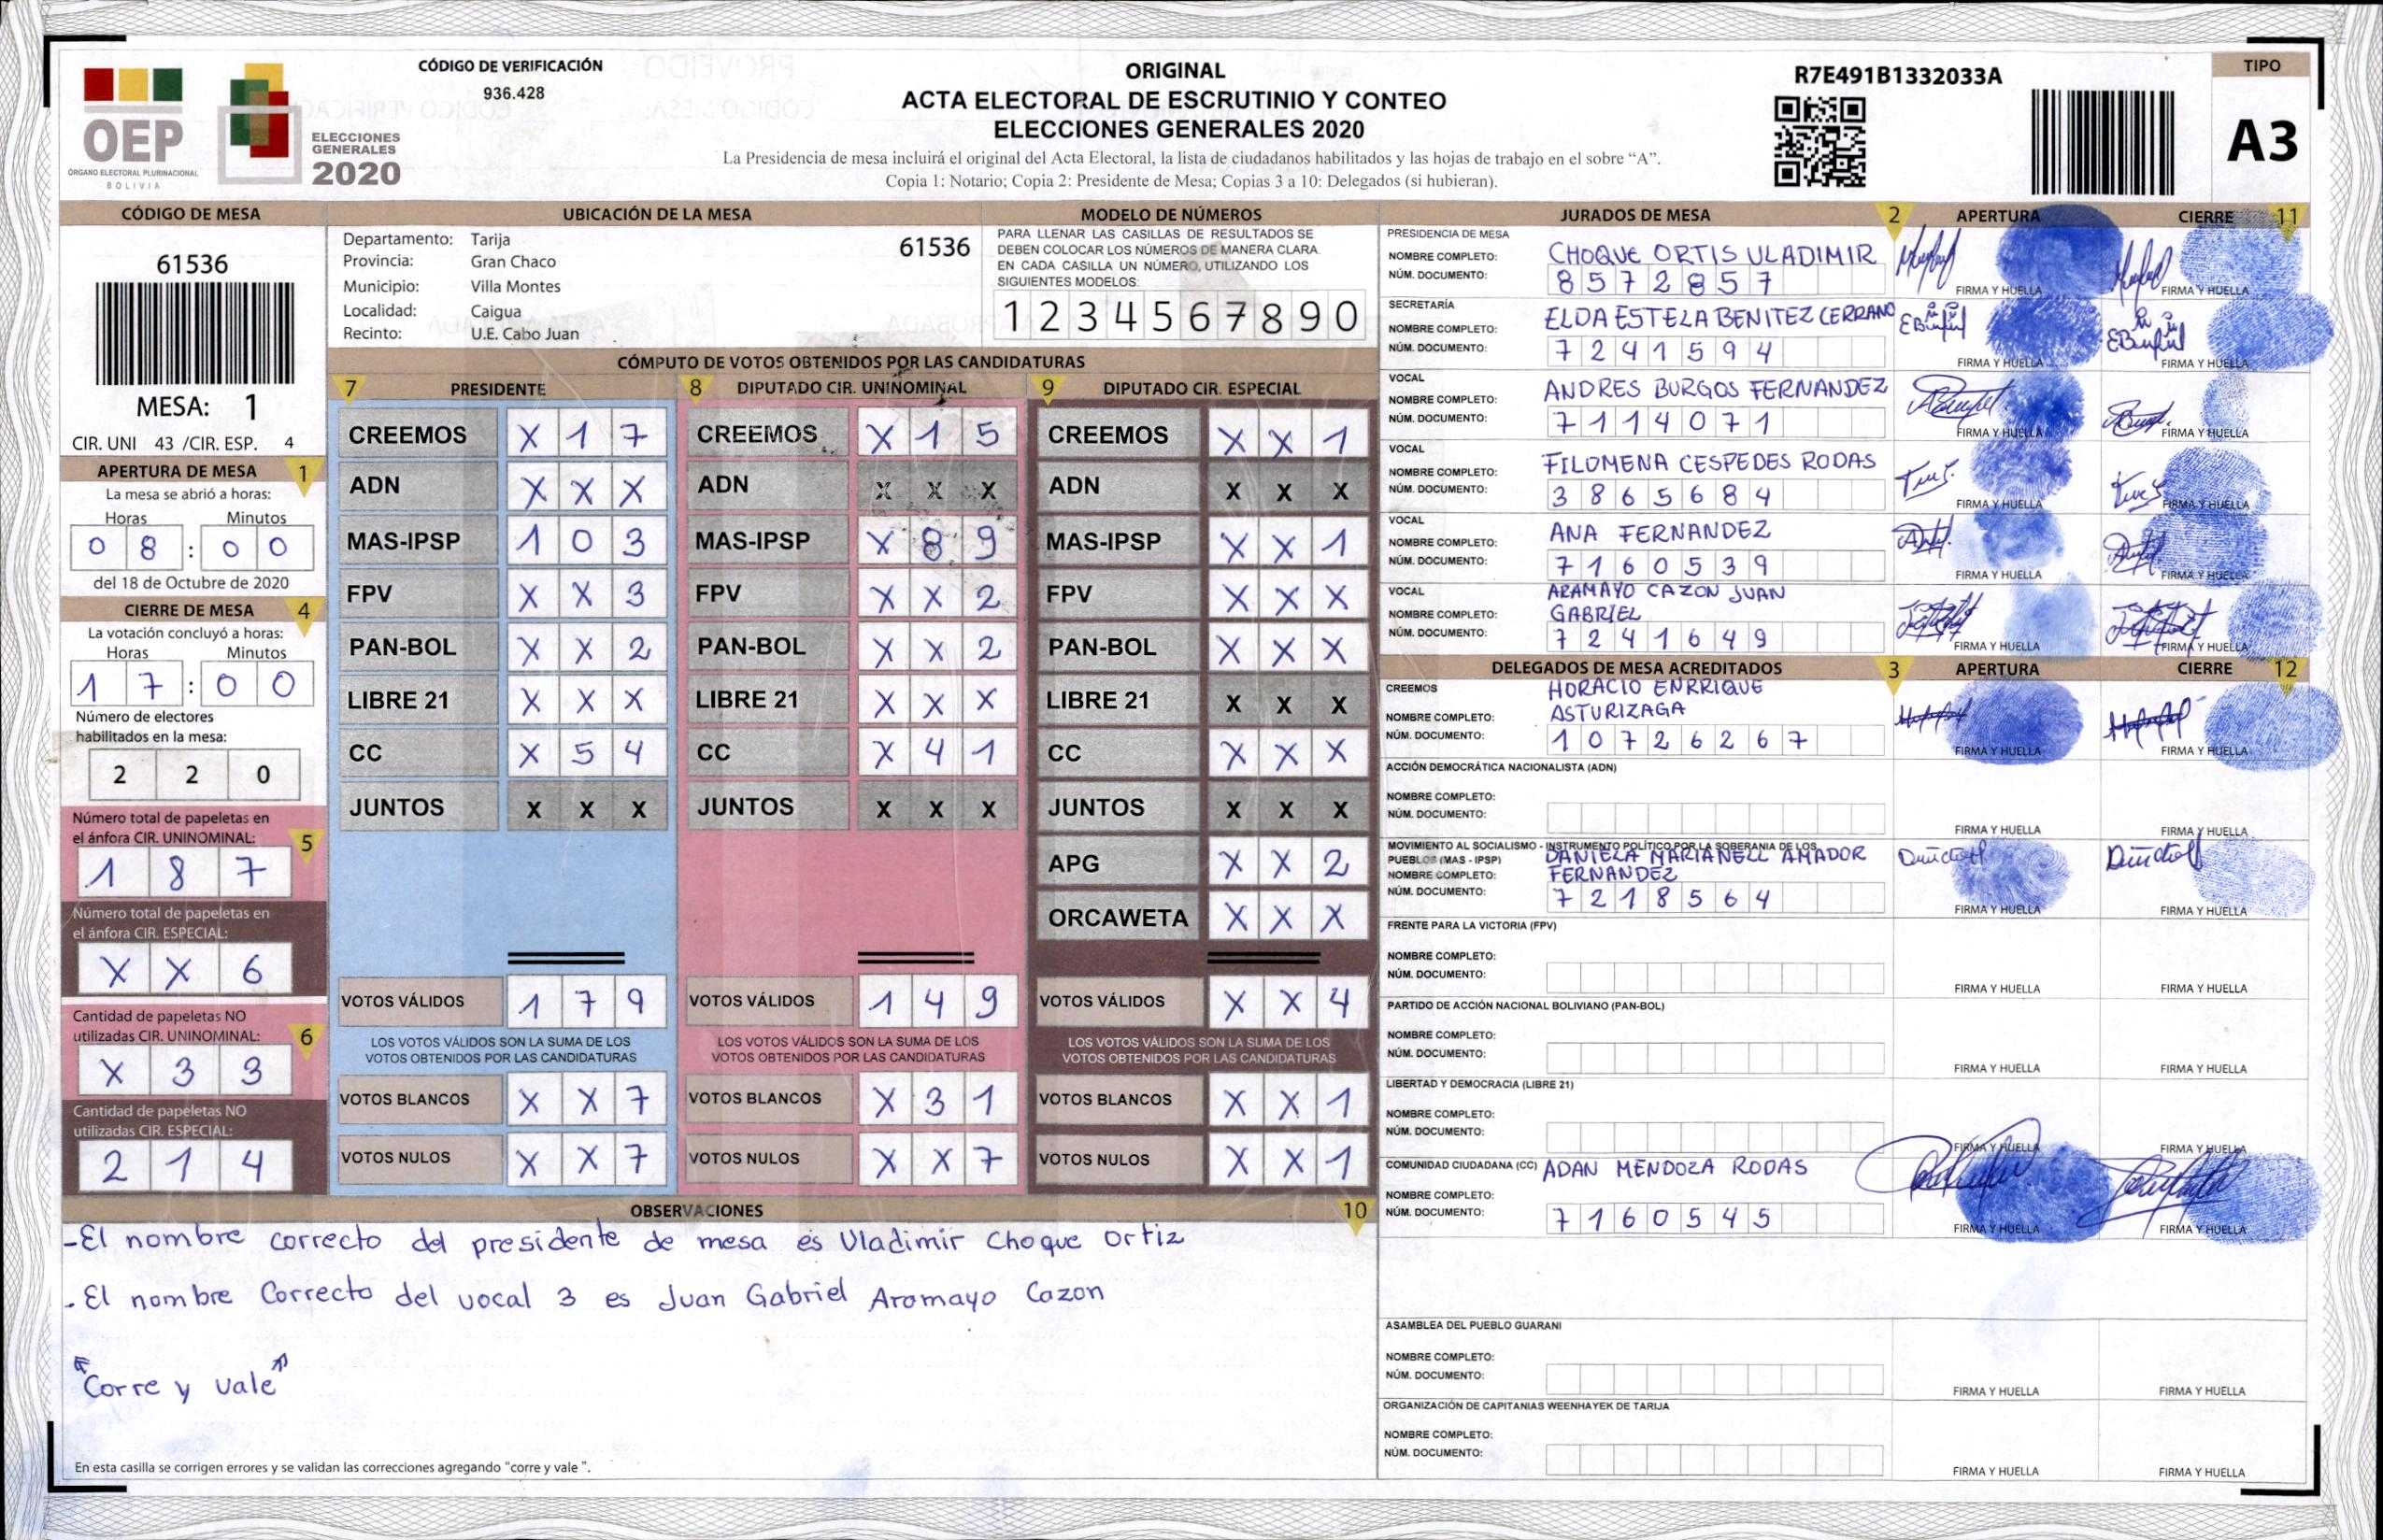 CÓDIGO DE VERIFICACIÓN
936.428
OEP
ÓRGANO ELECTORAL PLURINACIONAL
BOLIVIA
ELECCIONES
GENERALES
2020
ORIGINAL
ACTA ELECTORAL DE ESCRUTINIO Y CONTEO
ELECCIONES GENERALES 2020
La Presidencia de mesa incluirá el original del Acta Electoral, la lista de ciudadanos habilitados y las hojas de trabajo en el sobre “A”.
Copia 1: Notario; Copia 2: Presidente de Mesa; Copias 3 a 10: Delegados (si hubieran).
R7E491B1332033A
TIPO
A3
CÓDIGO DE MESA
61536
MESA: 1
CIR. UNI 43 /CIR. ESP. 4
APERTURA DE MESA 1
La mesa se abrió a horas:
Horas Minutos
0 8 : 0 0
del 18 de Octubre de 2020
CIERRE DE MESA 4
La votación concluyó a horas:
Horas Minutos
1 7 : 0 0
Número de electores
habilitados en la mesa:
2 2 0
Número total de papeletas en
el ánfora CIR. UNINOMINAL: 5
1 8 7
Número total de papeletas en
el ánfora CIR. ESPECIAL:
X X 6
Cantidad de papeletas NO
utilizadas CIR. UNINOMINAL: 6
X 3 3
Cantidad de papeletas NO
utilizadas CIR. ESPECIAL:
2 1 4
UBICACIÓN DE LA MESA
Departamento: Tarija 61536
Provincia: Gran Chaco
Municipio: Villa Montes
Localidad: Caigua
Recinto: U.E. Cabo Juan
MODELO DE NÚMEROS
PARA LLENAR LAS CASILLAS DE RESULTADOS SE
DEBEN COLOCAR LOS NÚMEROS DE MANERA CLARA
EN CADA CASILLA UN NÚMERO, UTILIZANDO LOS
SIGUIENTES MODELOS:
1 2 3 4 5 6 7 8 9 0
CÓMPUTO DE VOTOS OBTENIDOS POR LAS CANDIDATURAS
7 PRESIDENTE
CREEMOS X 1 7
ADN X X X
MAS-IPSP 1 0 3
FPV X X 3
PAN-BOL X X 2
LIBRE 21 X X X
CC X 5 4
JUNTOS X X X
VOTOS VÁLIDOS 1 7 9
LOS VOTOS VÁLIDOS SON LA SUMA DE LOS
VOTOS OBTENIDOS POR LAS CANDIDATURAS
VOTOS BLANCOS X X 7
VOTOS NULOS X X 7
8 DIPUTADO CIR. UNINOMINAL
CREEMOS X 1 5
ADN X X X
MAS-IPSP X 8 9
FPV X X 2
PAN-BOL X X 2
LIBRE 21 X X X
CC X 4 1
JUNTOS X X X
VOTOS VÁLIDOS 1 4 9
LOS VOTOS VÁLIDOS SON LA SUMA DE LOS
VOTOS OBTENIDOS POR LAS CANDIDATURAS
VOTOS BLANCOS X 3 1
VOTOS NULOS X X 7
9 DIPUTADO CIR. ESPECIAL
CREEMOS X X 1
ADN X X X
MAS-IPSP X X 1
FPV X X X
PAN-BOL X X X
LIBRE 21 X X X
CC X X X
JUNTOS X X X
APG X X 2
ORCAWETA X X X
VOTOS VÁLIDOS X X 4
LOS VOTOS VÁLIDOS SON LA SUMA DE LOS
VOTOS OBTENIDOS POR LAS CANDIDATURAS
VOTOS BLANCOS X X 1
VOTOS NULOS X X 1
OBSERVACIONES 10
-El nombre correcto del presidente de mesa es Vladimir Choque Ortiz
-El nombre Correcto del vocal 3 es Juan Gabriel Aramayo Cazon
"Corre y vale"
En esta casilla se corrigen errores y se validan las correcciones agregando "corre y vale ".
JURADOS DE MESA 2 APERTURA CIERRE 11
PRESIDENCIA DE MESA
NOMBRE COMPLETO: CHOQUE ORTIS VLADIMIR
NÚM. DOCUMENTO: 8572857
FIRMA Y HUELLA FIRMA Y HUELLA
SECRETARÍA
NOMBRE COMPLETO: ELDA ESTELA BENITEZ CERRANO
NÚM. DOCUMENTO: 7241594
FIRMA Y HUELLA FIRMA Y HUELLA
VOCAL
NOMBRE COMPLETO: ANDRES BURGOS FERNANDEZ
NÚM. DOCUMENTO: 7114071
FIRMA Y HUELLA FIRMA Y HUELLA
VOCAL
NOMBRE COMPLETO: FILOMENA CESPEDES RODAS
NÚM. DOCUMENTO: 3865684
FIRMA Y HUELLA FIRMA Y HUELLA
VOCAL
NOMBRE COMPLETO: ANA FERNANDEZ
NÚM. DOCUMENTO: 7160539
FIRMA Y HUELLA FIRMA Y HUELLA
VOCAL
NOMBRE COMPLETO: ARAMAYO CAZON JUAN
GABRIEL
NÚM. DOCUMENTO: 7241649
FIRMA Y HUELLA FIRMA Y HUELLA
DELEGADOS DE MESA ACREDITADOS 3 APERTURA CIERRE 12
CREEMOS
NOMBRE COMPLETO: HORACIO ENRRIQUE
ASTURIZAGA
NÚM. DOCUMENTO: 10726267
FIRMA Y HUELLA FIRMA Y HUELLA
ACCIÓN DEMOCRÁTICA NACIONALISTA (ADN)
NOMBRE COMPLETO:
NÚM. DOCUMENTO:
FIRMA Y HUELLA FIRMA Y HUELLA
MOVIMIENTO AL SOCIALISMO - INSTRUMENTO POLÍTICO POR LA SOBERANIA DE LOS
PUEBLOS (MAS - IPSP)
NOMBRE COMPLETO: DANIELA MARIANELL AMADOR
FERNANDEZ
NÚM. DOCUMENTO: 7218564
FIRMA Y HUELLA FIRMA Y HUELLA
FRENTE PARA LA VICTORIA (FPV)
NOMBRE COMPLETO:
NÚM. DOCUMENTO:
FIRMA Y HUELLA FIRMA Y HUELLA
PARTIDO DE ACCIÓN NACIONAL BOLIVIANO (PAN-BOL)
NOMBRE COMPLETO:
NÚM. DOCUMENTO:
FIRMA Y HUELLA FIRMA Y HUELLA
LIBERTAD Y DEMOCRACIA (LIBRE 21)
NOMBRE COMPLETO:
NÚM. DOCUMENTO:
FIRMA Y HUELLA FIRMA Y HUELLA
COMUNIDAD CIUDADANA (CC) ADAN MENDOZA RODAS
NOMBRE COMPLETO:
NÚM. DOCUMENTO: 7160545
FIRMA Y HUELLA FIRMA Y HUELLA
ASAMBLEA DEL PUEBLO GUARANI
NOMBRE COMPLETO:
NÚM. DOCUMENTO:
FIRMA Y HUELLA FIRMA Y HUELLA
ORGANIZACIÓN DE CAPITANIAS WEENHAYEK DE TARIJA
NOMBRE COMPLETO:
NÚM. DOCUMENTO:
FIRMA Y HUELLA FIRMA Y HUELLA